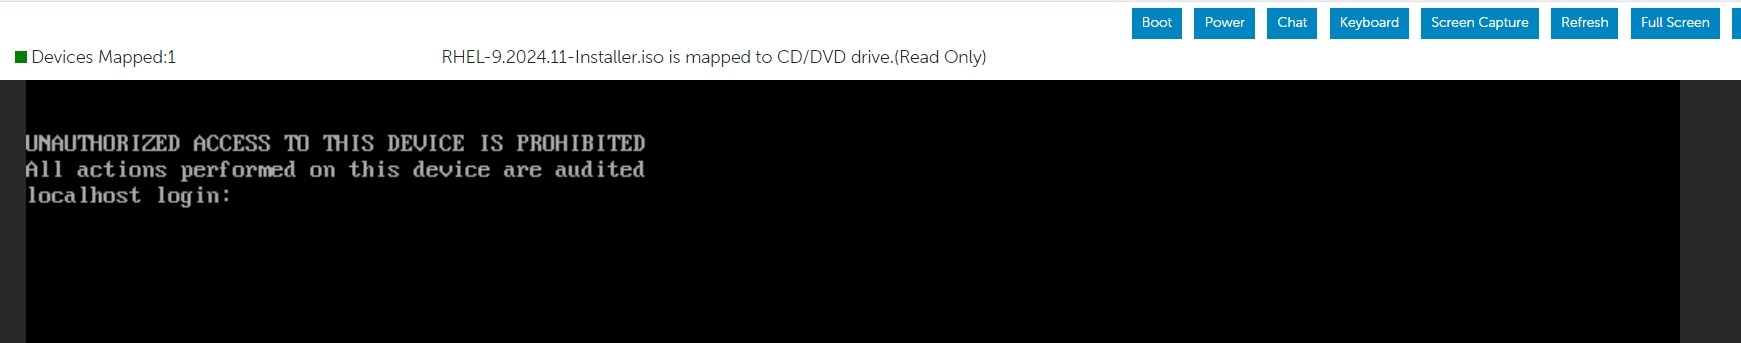 Boot Power Chat Keyboard Screen Capture Refresh Full Screen
Devices Mapped:1 RHEL-9.2024.11-Installer.iso is mapped to CD/DVD drive.(Read Only)
UNAUTHORIZED ACCESS TO THIS DEVICE IS PROHIBITED
All actions performed on this device are audited
localhost login: